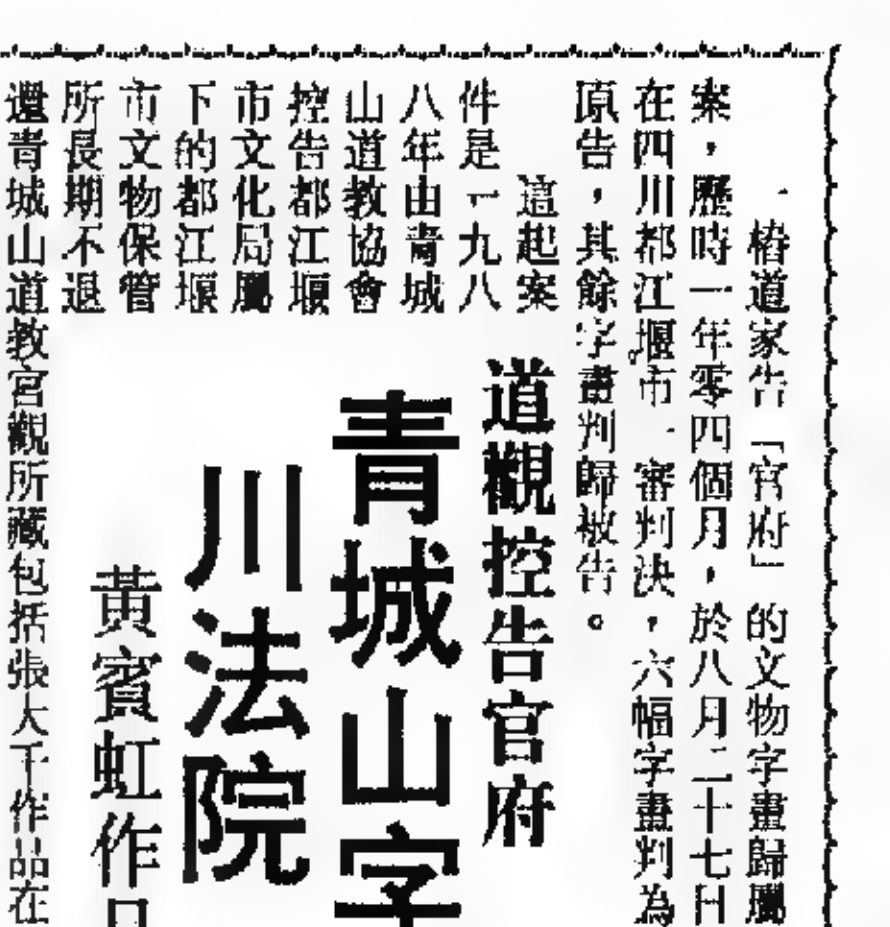 一樁道家告「官府」的文物字畫歸屬
案，歷時一年零四個月，於八月二十七日
在四川都江堰市一審判決，六幅字畫判為
原告，其餘字畫判歸被告。
道觀控告官府
青城山字
川法院
黃賓虹作品
這起案
件是一九八
八年由青城
山道教協會
控告都江堰
市文化局屬
下的都江堰
市文物保管
所長期不退
還青城山道教宮觀所藏包括張大千作品在